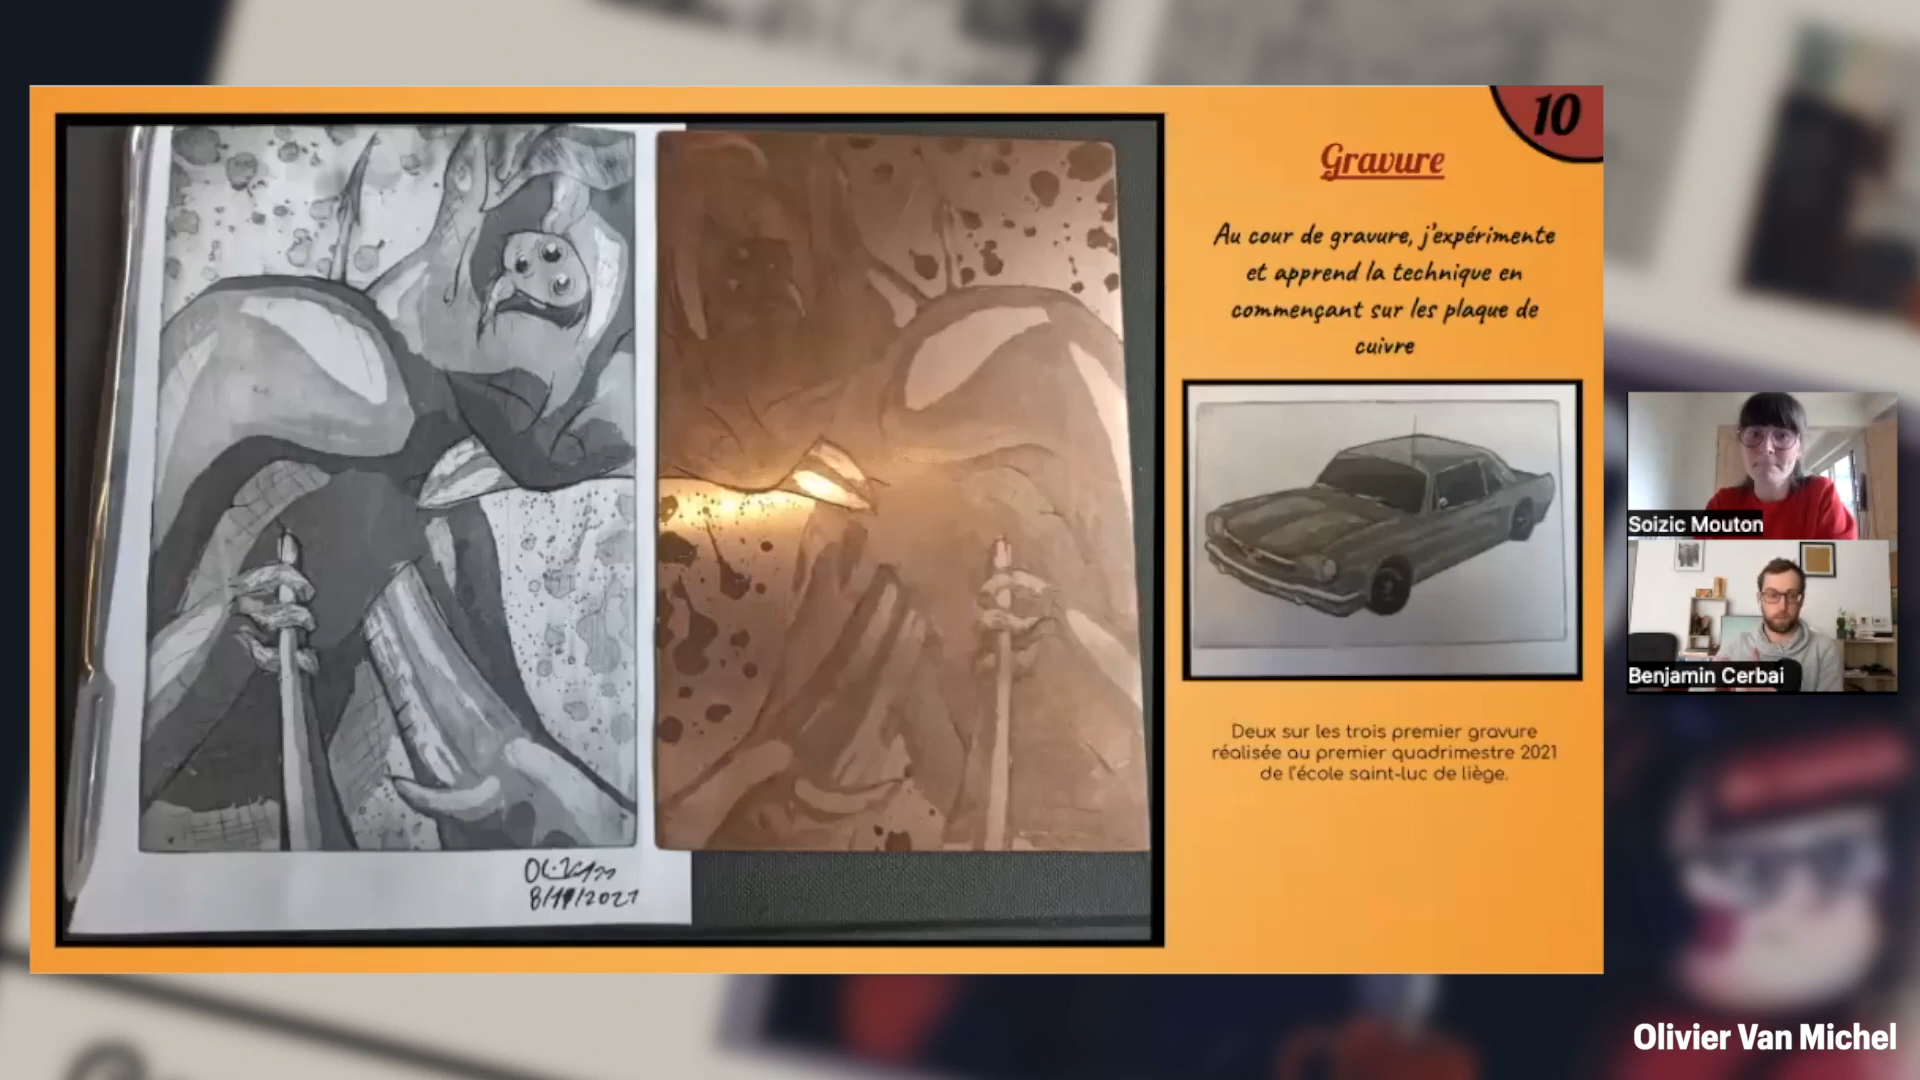 10
Gravure
Au cour de gravure, j'expérimente
et apprend la technique en
commençant sur les plaque de
cuivre
Deux sur les trois premier gravure
réalisée au premier quadrimestre 2021
de l'école saint-luc de liège.
Soizic Mouton
Benjamin Cerbai
Olivier Van Michel